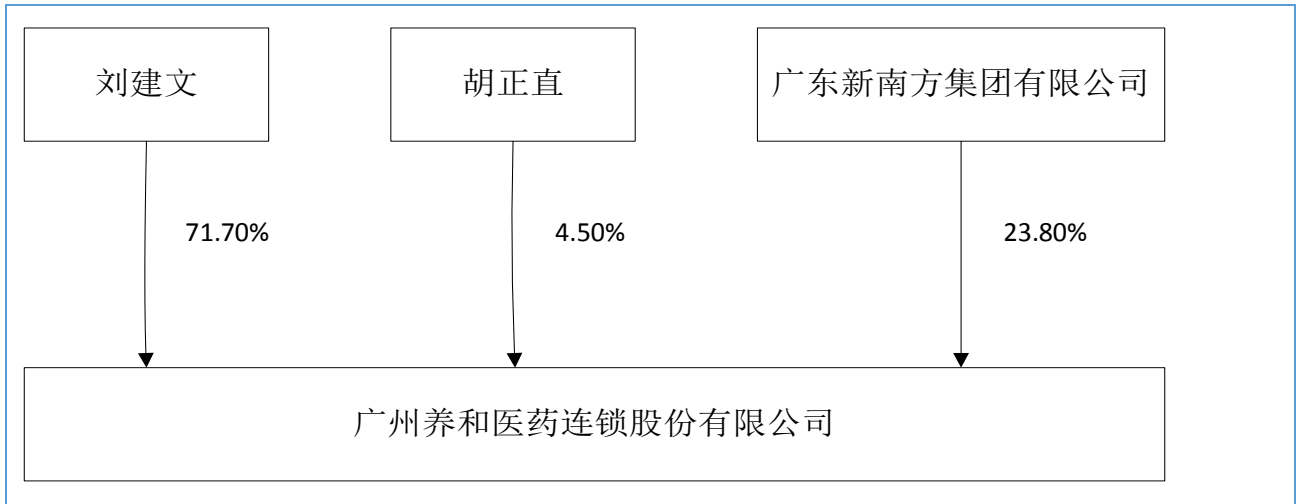 刘建文
胡正直
广东新南方集团有限公司
71.70%
4.50%
23.80%
广州养和医药连锁股份有限公司